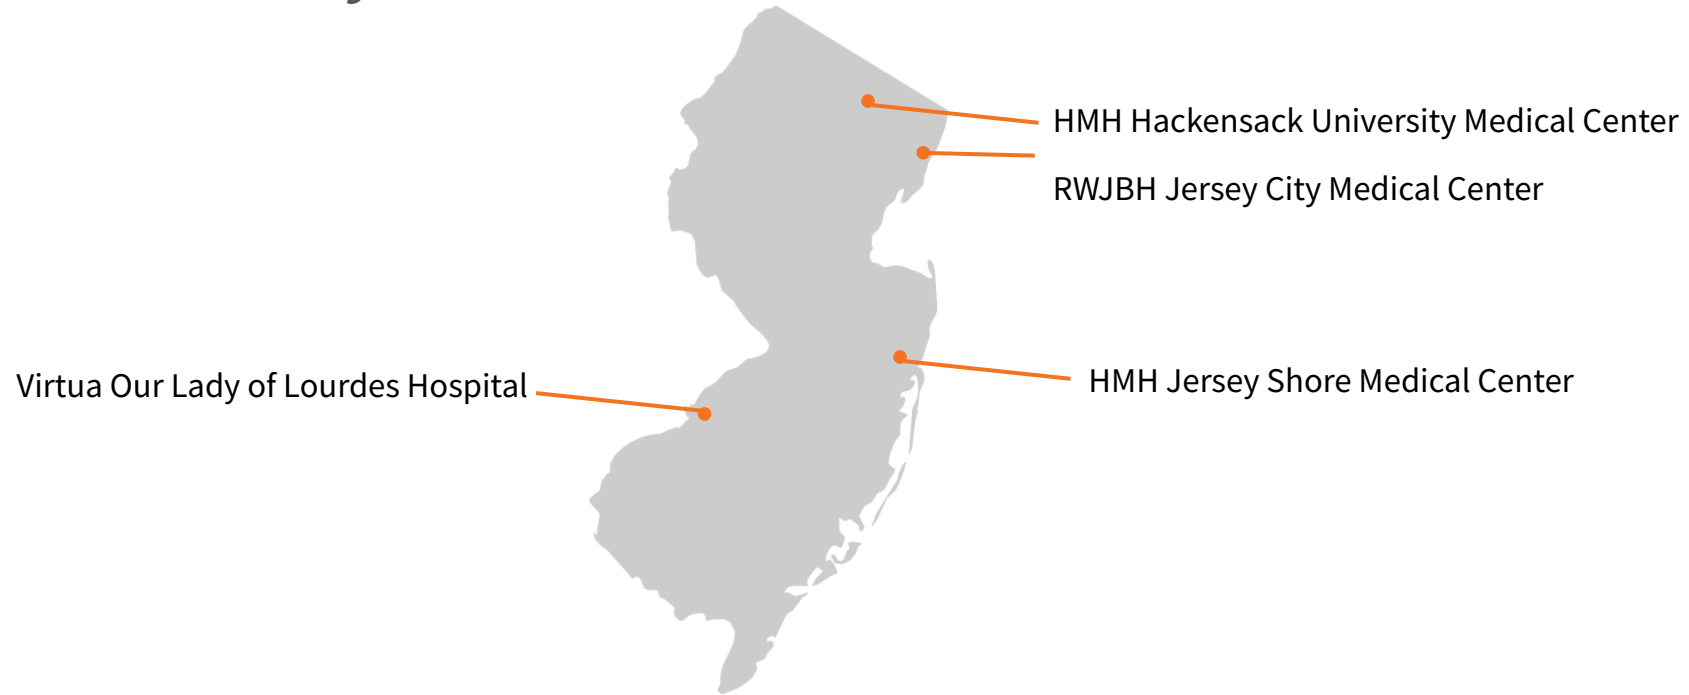 HMH Hackensack University Medical Center
RWJBH Jersey City Medical Center
Virtua Our Lady of Lourdes Hospital
HMH Jersey Shore Medical Center